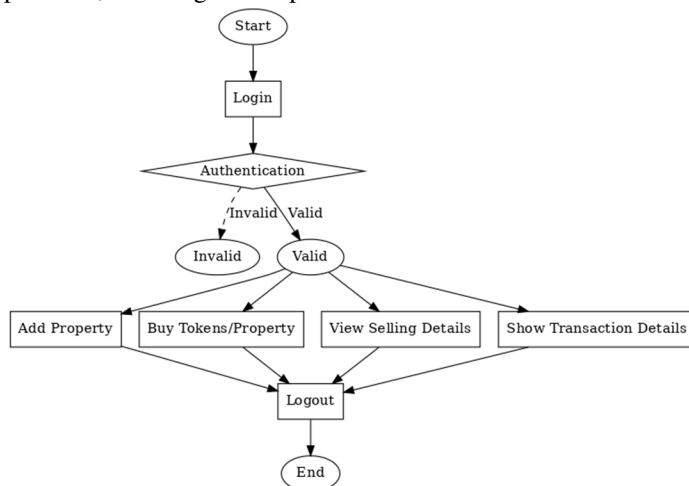 Start
Login
Authentication
Invalid Valid
Invalid
Valid
Add Property
Buy Tokens/Property
View Selling Details
Show Transaction Details
Logout
End